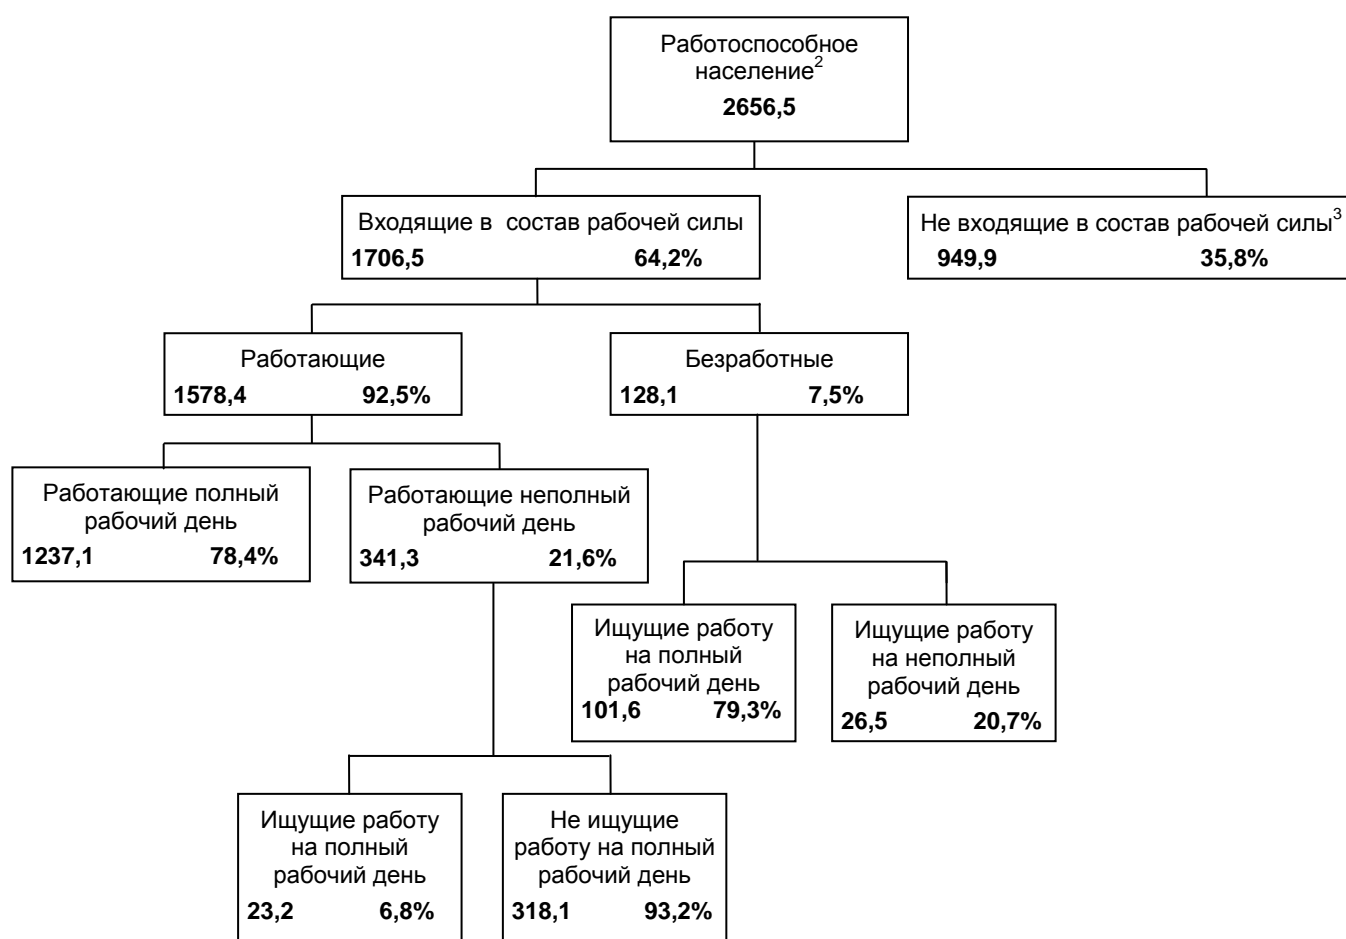 Работоспособное
население²
2656,5
Входящие в состав рабочей силы
1706,5 64,2%
Не входящие в состав рабочей силы³
949,9 35,8%
Работающие
1578,4 92,5%
Безработные
128,1 7,5%
Работающие полный
рабочий день
1237,1 78,4%
Работающие неполный
рабочий день
341,3 21,6%
Ищущие работу
на полный
рабочий день
101,6 79,3%
Ищущие работу
на неполный
рабочий день
26,5 20,7%
Ищущие работу
на полный
рабочий день
23,2 6,8%
Не ищущие
работу на полный
рабочий день
318,1 93,2%